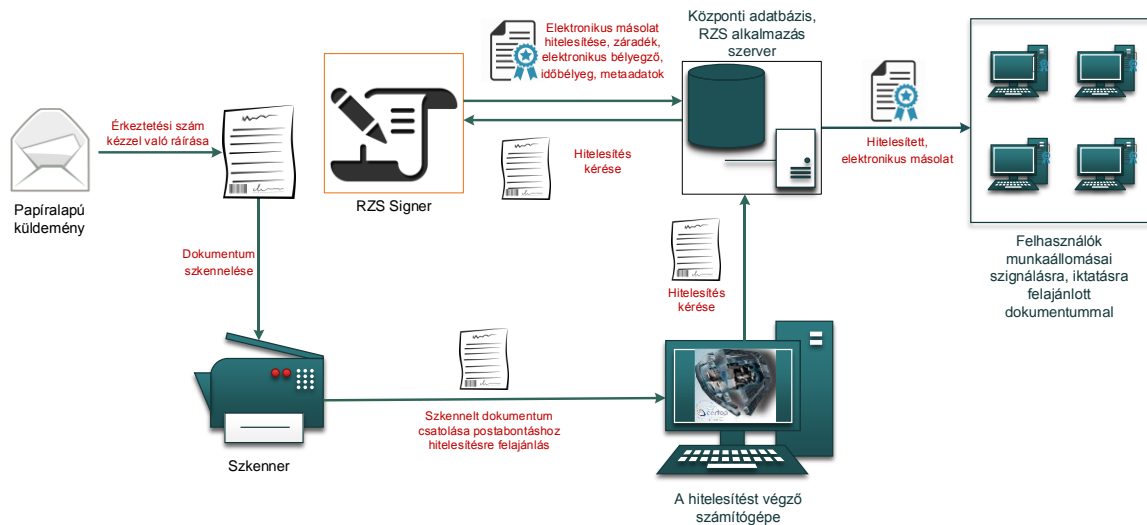 Érkeztetési szám
kézzel való ráírása
Papíralapú
küldemény
Elektronikus másolat
hitelesítése, záradék,
elektronikus bélyegző,
időbélyeg, metaadatok
Hitelesítés
kérése
RZS Signer
Központi adatbázis,
RZS alkalmazás
szerver
Hitelesített,
elektronikus másolat
Felhasználók
munkaállomásai
szignálásra, iktatásra
felajánlott
dokumentummal
Dokumentum
szkennelése
Szkenner
Szkennelt dokumentum
csatolása postabontáshoz
hitelesítésre felajánlás
Hitelesítés
kérése
certop
A hitelesítést végző
számítógépe